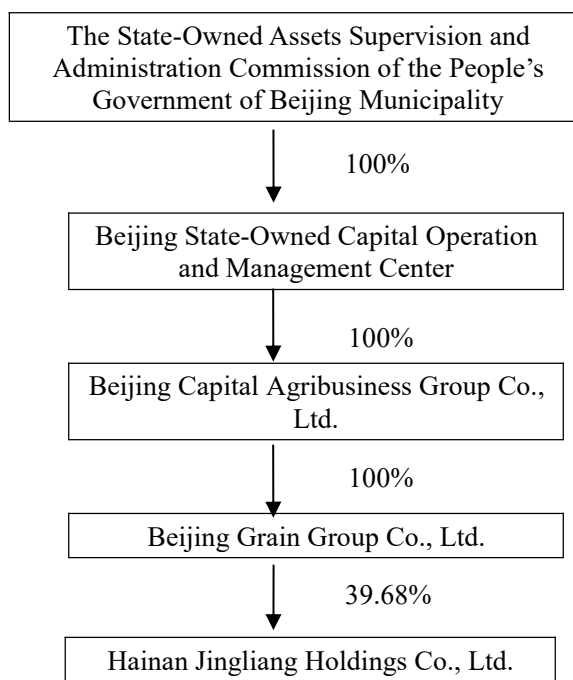 The State-Owned Assets Supervision and
Administration Commission of the People’s
Government of Beijing Municipality
100%
Beijing State-Owned Capital Operation
and Management Center
100%
Beijing Capital Agribusiness Group Co.,
Ltd.
100%
Beijing Grain Group Co., Ltd.
39.68%
Hainan Jingliang Holdings Co., Ltd.